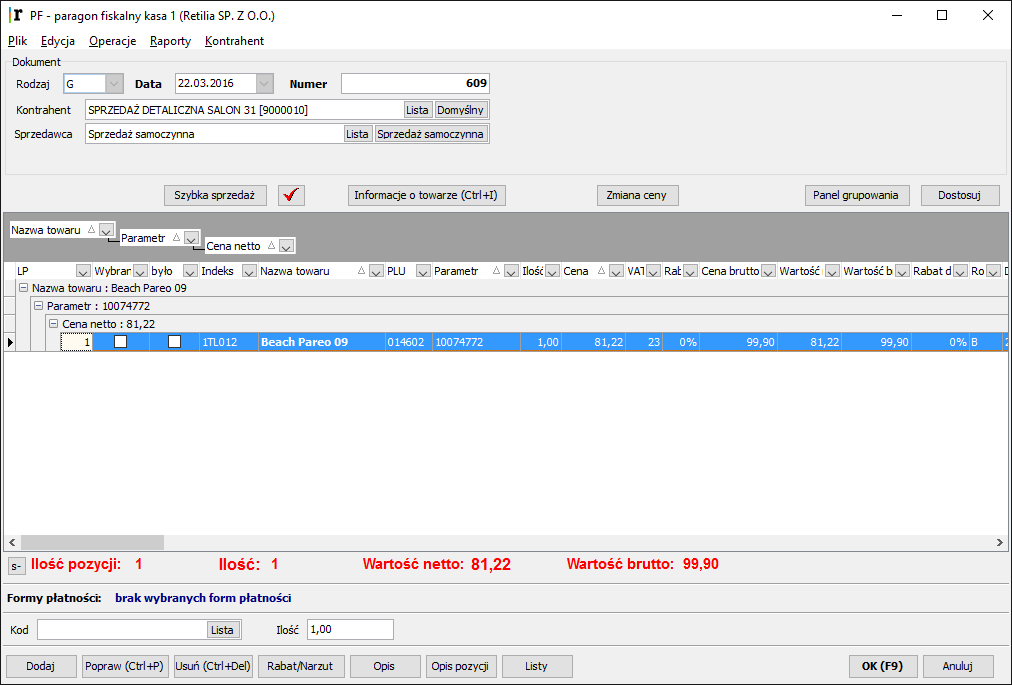 PF - paragon fiskalny kasa 1 (Retilia SP. Z O.O.)
Plik Edycja Operacje Raporty Kontrahent
Dokument
Rodzaj G Data 22.03.2016 Numer 609
Kontrahent SPRZEDAŻ DETALICZNA SALON 31 [9000010] Lista Domyślny
Sprzedawca Sprzedaż samoczynna Lista Sprzedaż samoczynna
Szybka sprzedaż Informacje o towarze (Ctrl+I) Zmiana ceny Panel grupowania Dostosuj
Nazwa towaru
Parametr
Cena netto
LP Wybran było Indeks Nazwa towaru PLU Parametr Ilość Cena VAT Rab Cena brutto Wartość Wartość b Rabat d Ro
Nazwa towaru : Beach Pareo 09
Parametr : 10074772
Cena netto : 81,22
1 1TL012 Beach Pareo 09 014602 10074772 1,00 81,22 23 0% 99,90 81,22 99,90 0% B
s- Ilość pozycji: 1 Ilość: 1 Wartość netto: 81,22 Wartość brutto: 99,90
Formy płatności: brak wybranych form płatności
Kod Lista Ilość 1,00
Dodaj Popraw (Ctrl+P) Usuń (Ctrl+Del) Rabat/Narzut Opis Opis pozycji Listy OK (F9) Anuluj